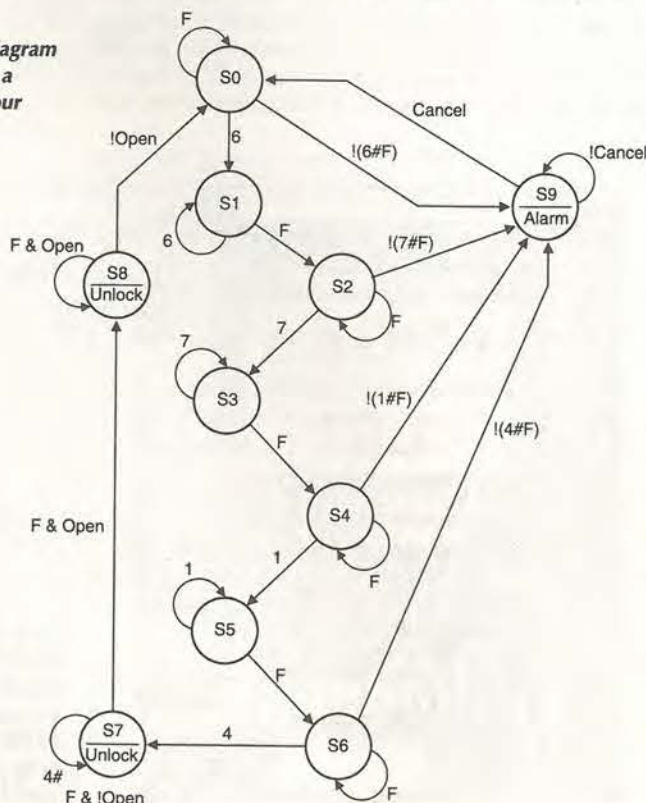 agram
a
our
F
S0
!Open
6
Cancel
!(6#F)
!Cancel
S9
Alarm
S1
6
F
!(7#F)
F & Open
S8
Unlock
S2
F
7
7
S3
!(1#F)
!(4#F)
F
S4
F
F & Open
1
1
S5
F
S7
Unlock
4
S6
F
4#
F & !Open